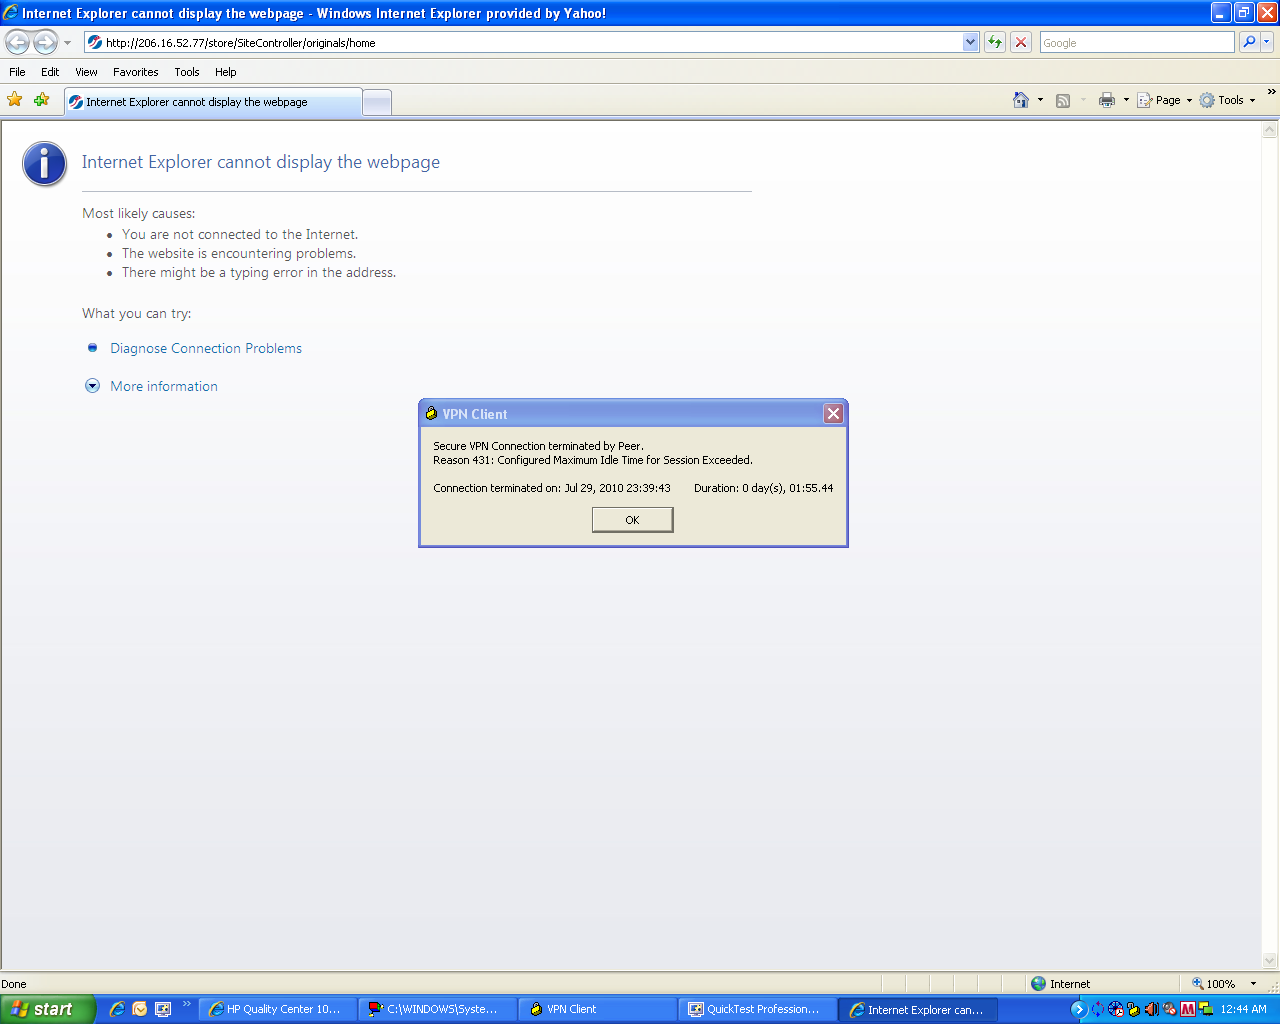 Internet Explorer cannot display the webpage - Windows Internet Explorer provided by Yahoo!
http://206.16.52.77/store/SiteController/originals/home
Google
File Edit View Favorites Tools Help
Internet Explorer cannot display the webpage
Page Tools
Internet Explorer cannot display the webpage
Most likely causes:
You are not connected to the Internet.
The website is encountering problems.
There might be a typing error in the address.
What you can try:
Diagnose Connection Problems
More information
VPN Client
Secure VPN Connection terminated by Peer.
Reason 431: Configured Maximum Idle Time for Session Exceeded.
Connection terminated on: Jul 29, 2010 23:39:43 Duration: 0 day(s), 01:55.44
OK
Done
Internet
100%
start
HP Quality Center 10...
C:\WINDOWS\Syste...
VPN Client
QuickTest Profession...
Internet Explorer can...
12:44 AM